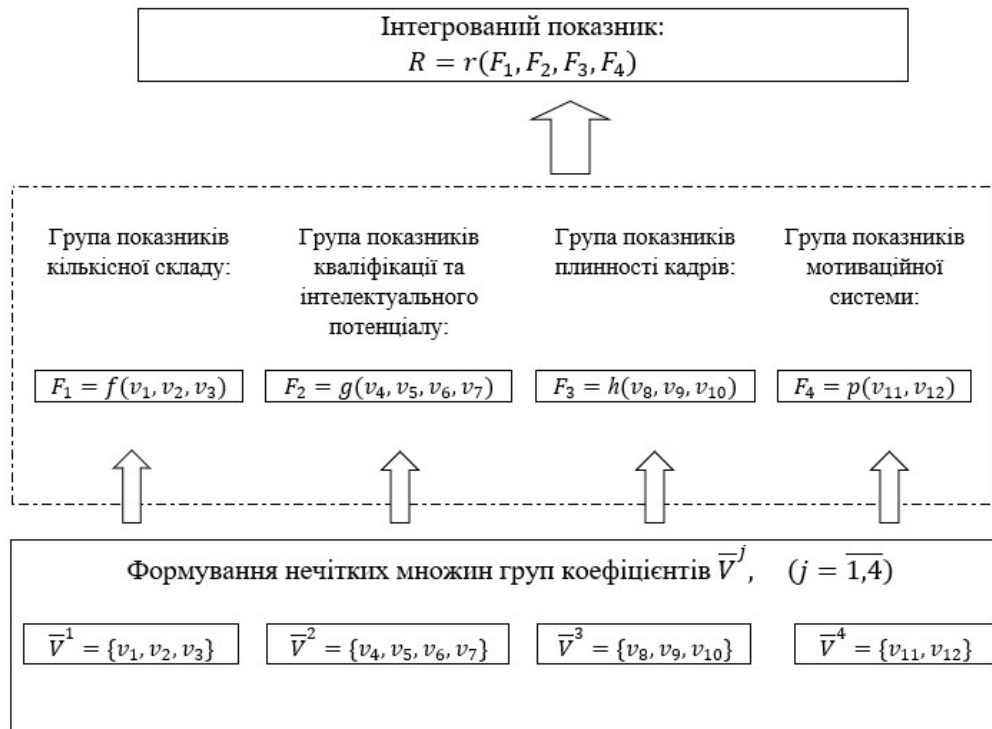 Інтегрований показник:
R = r(F₁, F₂, F₃, F₄)
Група показників
кількісної складу:
Група показників
кваліфікації та
інтелектуального
потенціалу:
Група показників
плинності кадрів:
Група показників
мотиваційної
системи:
F₁ = f(v₁, v₂, v₃)
F₂ = g(v₄, v₅, v₆, v₇)
F₃ = h(v₈, v₉, v₁₀)
F₄ = p(v₁₁, v₁₂)
Формування нечітких множин груп коефіцієнтів V̅ʲ, (j = 1,4̅)
V̅¹ = {v₁, v₂, v₃}
V̅² = {v₄, v₅, v₆, v₇}
V̅³ = {v₈, v₉, v₁₀}
V̅⁴ = {v₁₁, v₁₂}